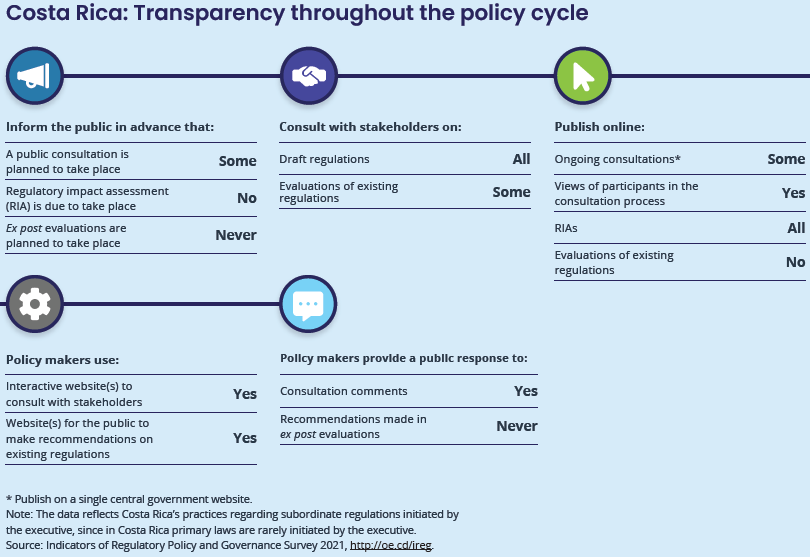 Costa Rica: Transparency throughout the policy cycle
Inform the public in advance that:
A public consultation is
planned to take place
Some
Regulatory impact assessment
(RIA) is due to take place
No
Ex post evaluations are
planned to take place
Never
Consult with stakeholders on:
Draft regulations
All
Evaluations of existing
regulations
Some
Publish online:
Ongoing consultations*
Some
Views of participants in the
consultation process
Yes
RIAs
All
Evaluations of existing
regulations
No
Policy makers use:
Interactive website(s) to
consult with stakeholders
Yes
Website(s) for the public to
make recommendations on
existing regulations
Yes
Policy makers provide a public response to:
Consultation comments
Yes
Recommendations made in
ex post evaluations
Never
* Publish on a single central government website.
Note: The data reflects Costa Rica's practices regarding subordinate regulations initiated by
the executive, since in Costa Rica primary laws are rarely initiated by the executive.
Source: Indicators of Regulatory Policy and Governance Survey 2021, http://oe.cd/ireg.